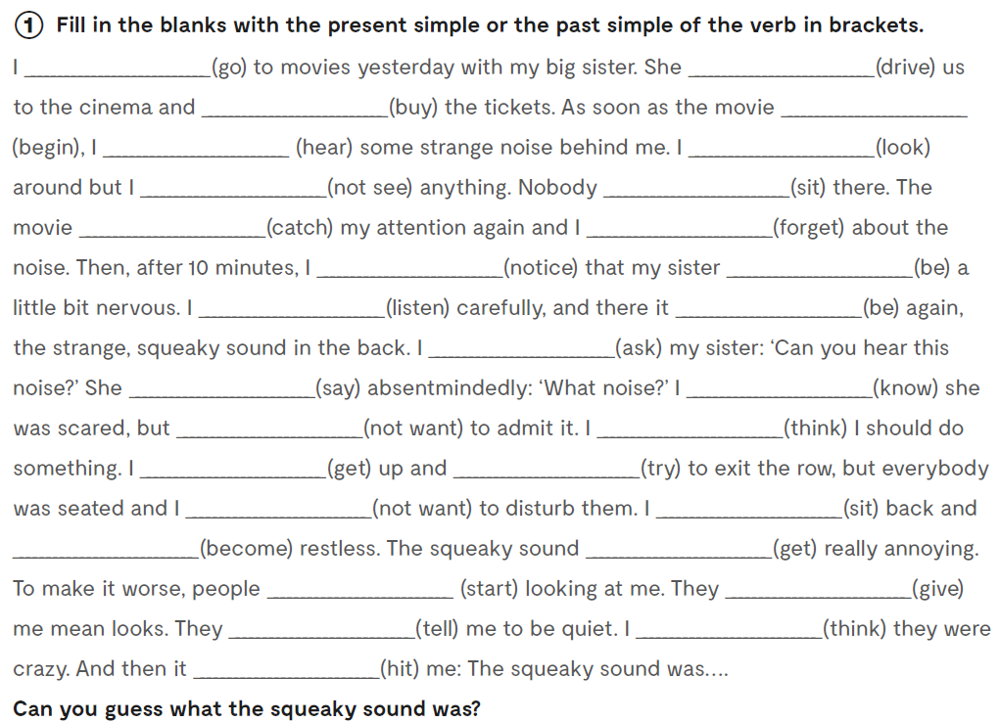 ① Fill in the blanks with the present simple or the past simple of the verb in brackets.
I ________________(go) to movies yesterday with my big sister. She ________________(drive) us
to the cinema and ________________(buy) the tickets. As soon as the movie ________________
(begin), I ________________ (hear) some strange noise behind me. I ________________(look)
around but I ________________(not see) anything. Nobody ________________(sit) there. The
movie ________________(catch) my attention again and I ________________(forget) about the
noise. Then, after 10 minutes, I ________________(notice) that my sister ________________(be) a
little bit nervous. I ________________(listen) carefully, and there it ________________(be) again,
the strange, squeaky sound in the back. I ________________(ask) my sister: ‘Can you hear this
noise?’ She ________________(say) absentmindedly: ‘What noise?’ I ________________(know) she
was scared, but ________________(not want) to admit it. I ________________(think) I should do
something. I ________________(get) up and ________________(try) to exit the row, but everybody
was seated and I ________________(not want) to disturb them. I ________________(sit) back and
________________(become) restless. The squeaky sound ________________(get) really annoying.
To make it worse, people ________________ (start) looking at me. They ________________(give)
me mean looks. They ________________(tell) me to be quiet. I ________________(think) they were
crazy. And then it ________________(hit) me: The squeaky sound was....
Can you guess what the squeaky sound was?